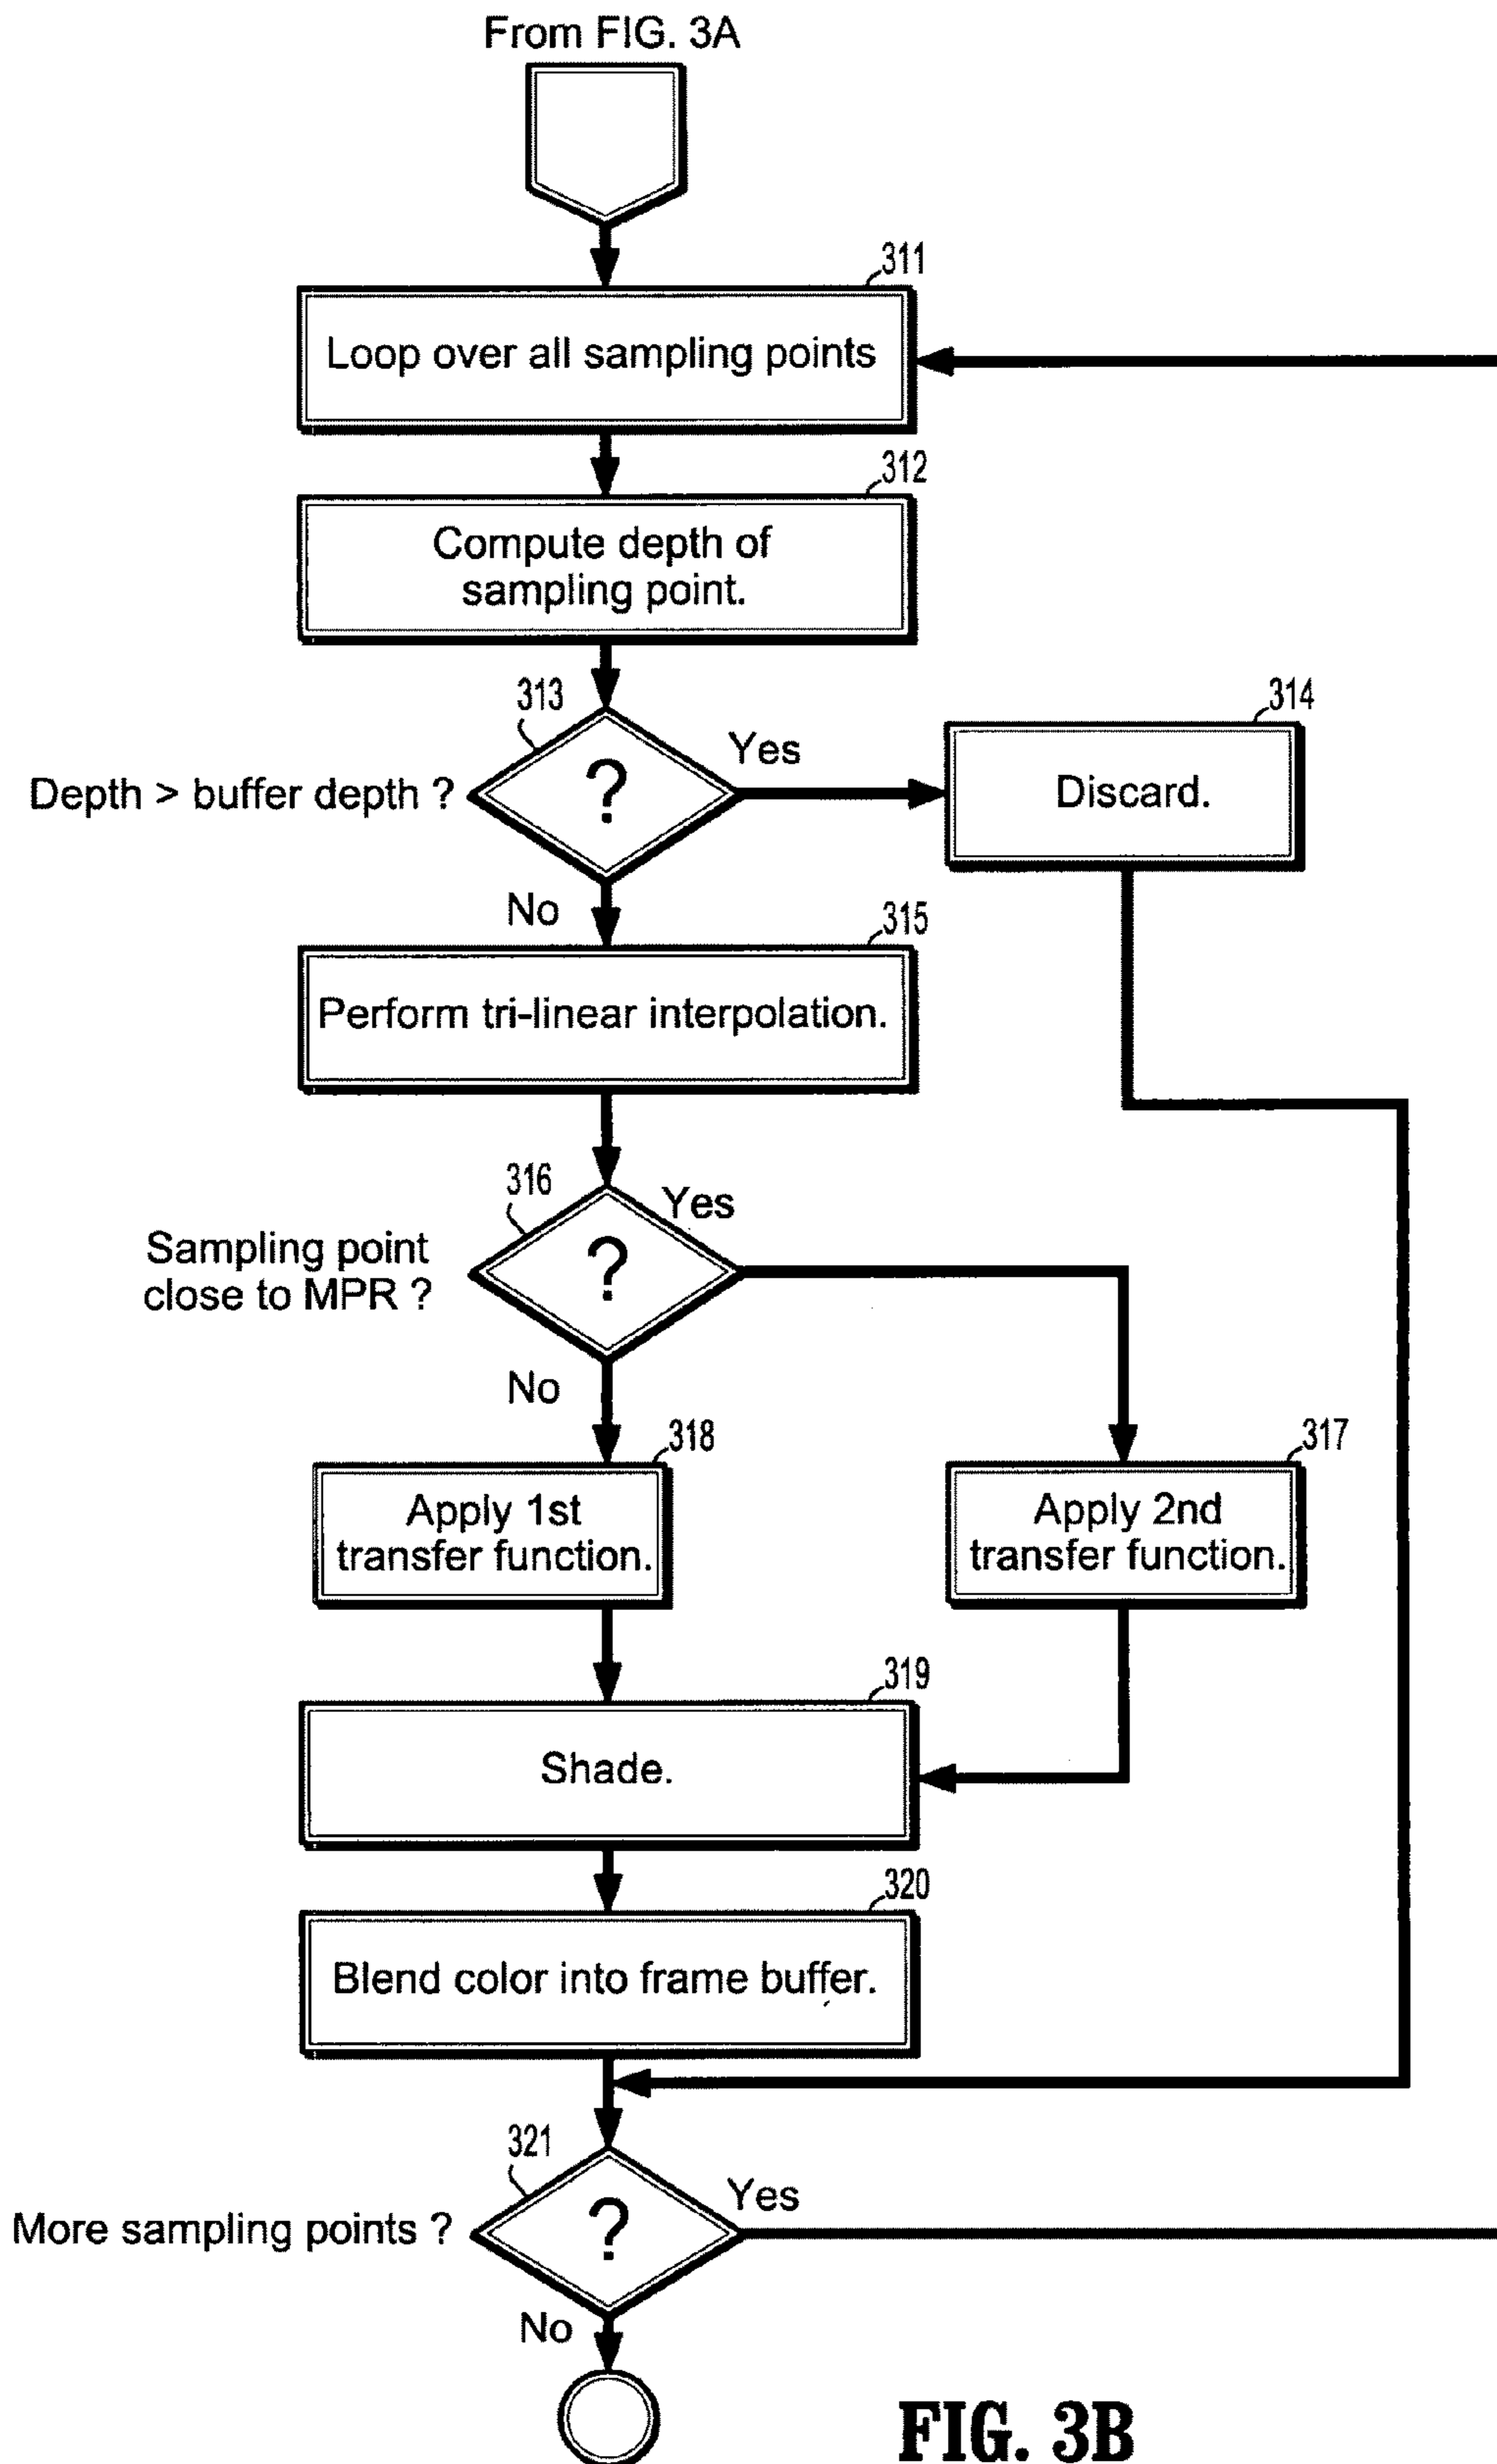 From FIG. 3A
311
Loop over all sampling points
312
Compute depth of
sampling point.
313
Depth > buffer depth ?
?
Yes
314
Discard.
No
315
Perform tri-linear interpolation.
316
Sampling point
close to MPR ?
?
Yes
No
318
Apply 1st
transfer function.
317
Apply 2nd
transfer function.
319
Shade.
320
Blend color into frame buffer.
321
More sampling points ?
?
Yes
No
FIG. 3B